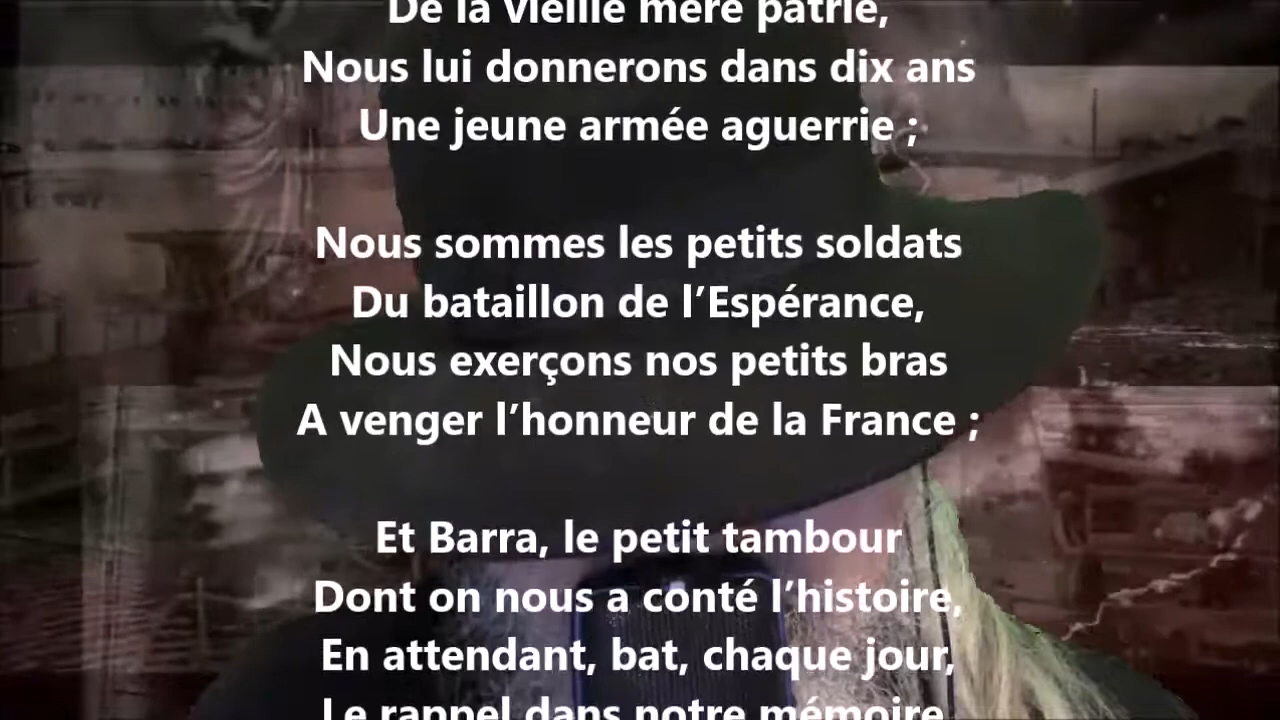 De la vieille mère patrie,
Nous lui donnerons dans dix ans
Une jeune armée aguerrie ;
Nous sommes les petits soldats
Du bataillon de l’Espérance,
Nous exerçons nos petits bras
A venger l’honneur de la France ;
Et Barra, le petit tambour
Dont on nous a conté l’histoire,
En attendant, bat, chaque jour,
Le rappel dans notre mémoire